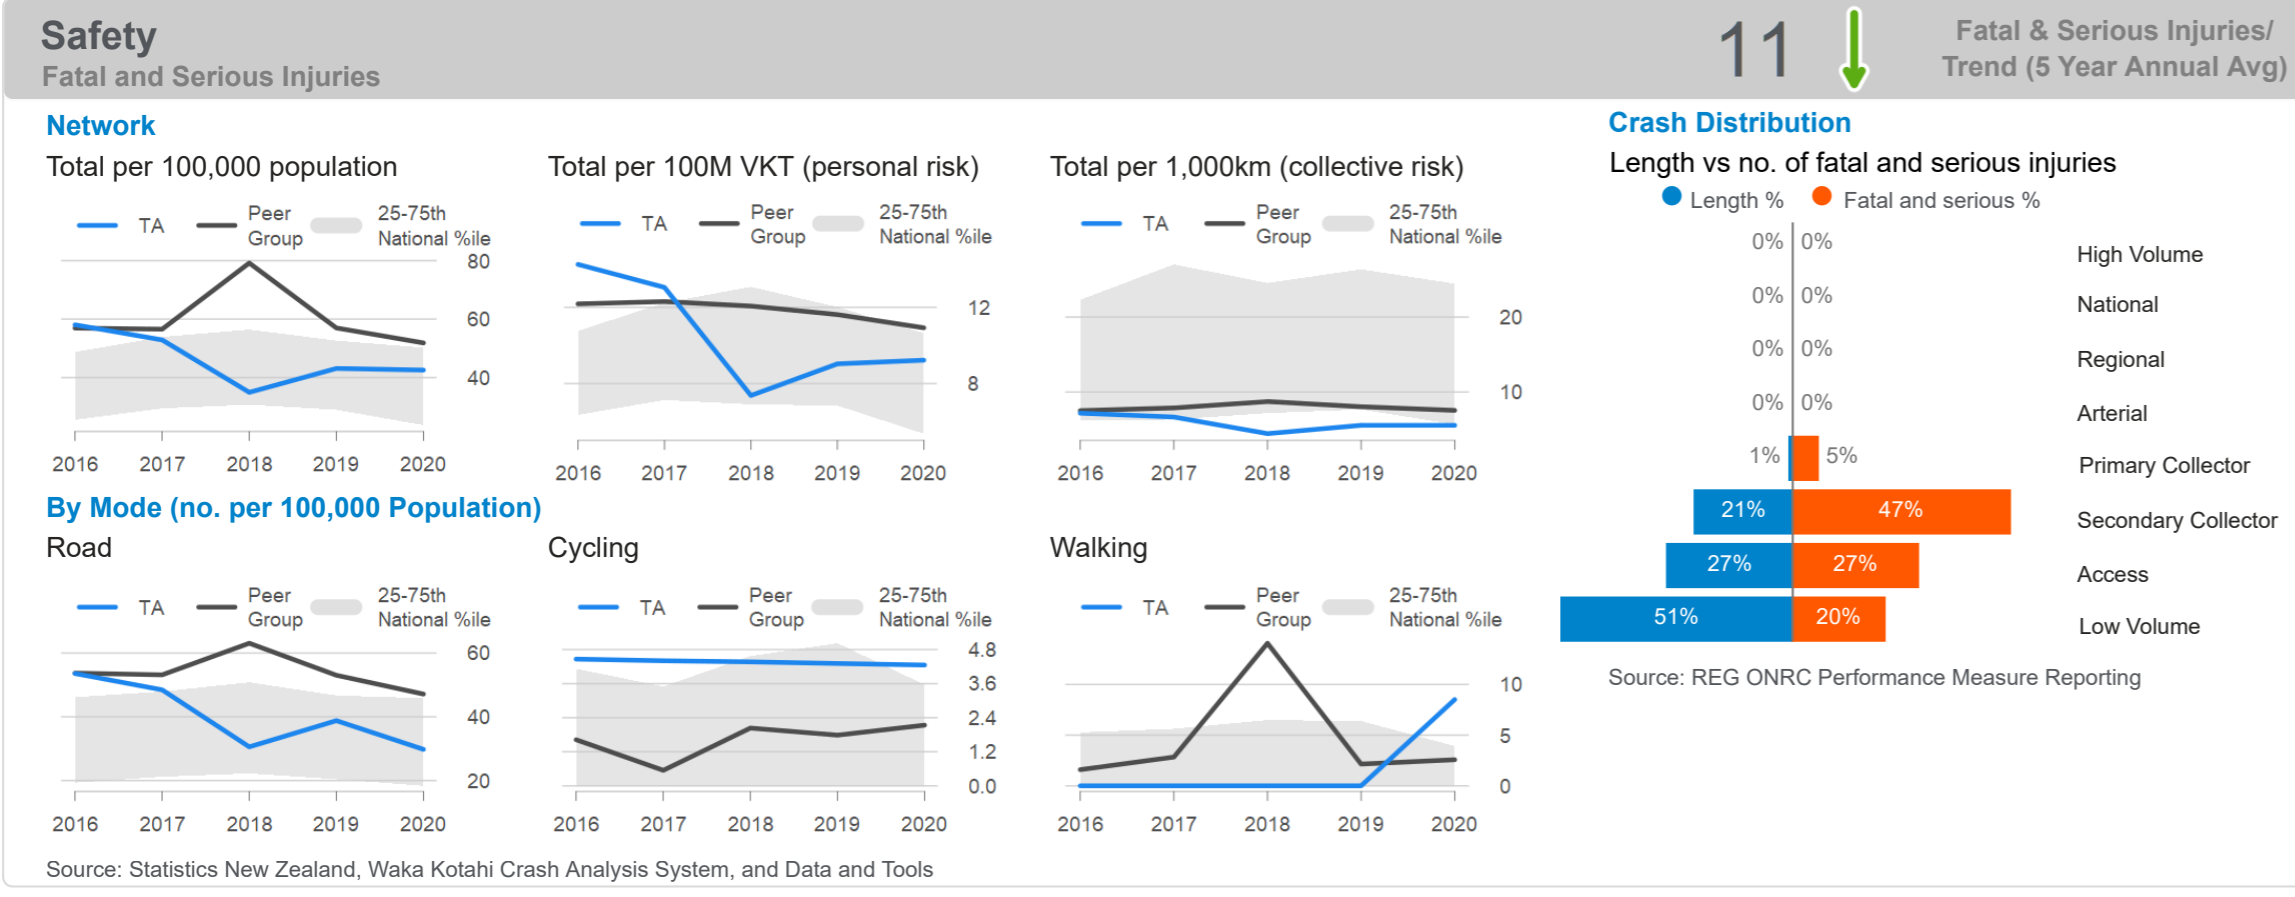 Safety
Fatal and Serious Injuries
11
Fatal & Serious Injuries/
Trend (5 Year Annual Avg)
Network
Total per 100,000 population
TA
Peer
Group
25-75th
National %ile
80
60
40
2016 2017 2018 2019 2020
Total per 100M VKT (personal risk)
TA
Peer
Group
25-75th
National %ile
12
8
2016 2017 2018 2019 2020
Total per 1,000km (collective risk)
TA
Peer
Group
25-75th
National %ile
20
10
2016 2017 2018 2019 2020
By Mode (no. per 100,000 Population)
Road
TA
Peer
Group
25-75th
National %ile
60
40
20
2016 2017 2018 2019 2020
Cycling
TA
Peer
Group
25-75th
National %ile
4.8
3.6
2.4
1.2
0.0
2016 2017 2018 2019 2020
Walking
TA
Peer
Group
25-75th
National %ile
10
5
0
2016 2017 2018 2019 2020
Source: Statistics New Zealand, Waka Kotahi Crash Analysis System, and Data and Tools
Crash Distribution
Length vs no. of fatal and serious injuries
Length % Fatal and serious %
0% 0% High Volume
0% 0% National
0% 0% Regional
0% 0% Arterial
1% 5% Primary Collector
21% 47% Secondary Collector
27% 27% Access
51% 20% Low Volume
Source: REG ONRC Performance Measure Reporting